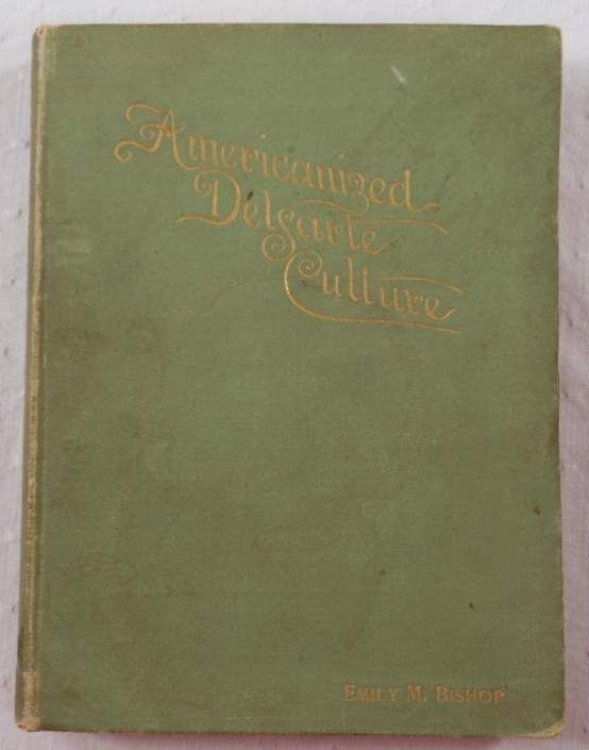 Americanized
Delsarte
Culture
EMILY M. BISHOP